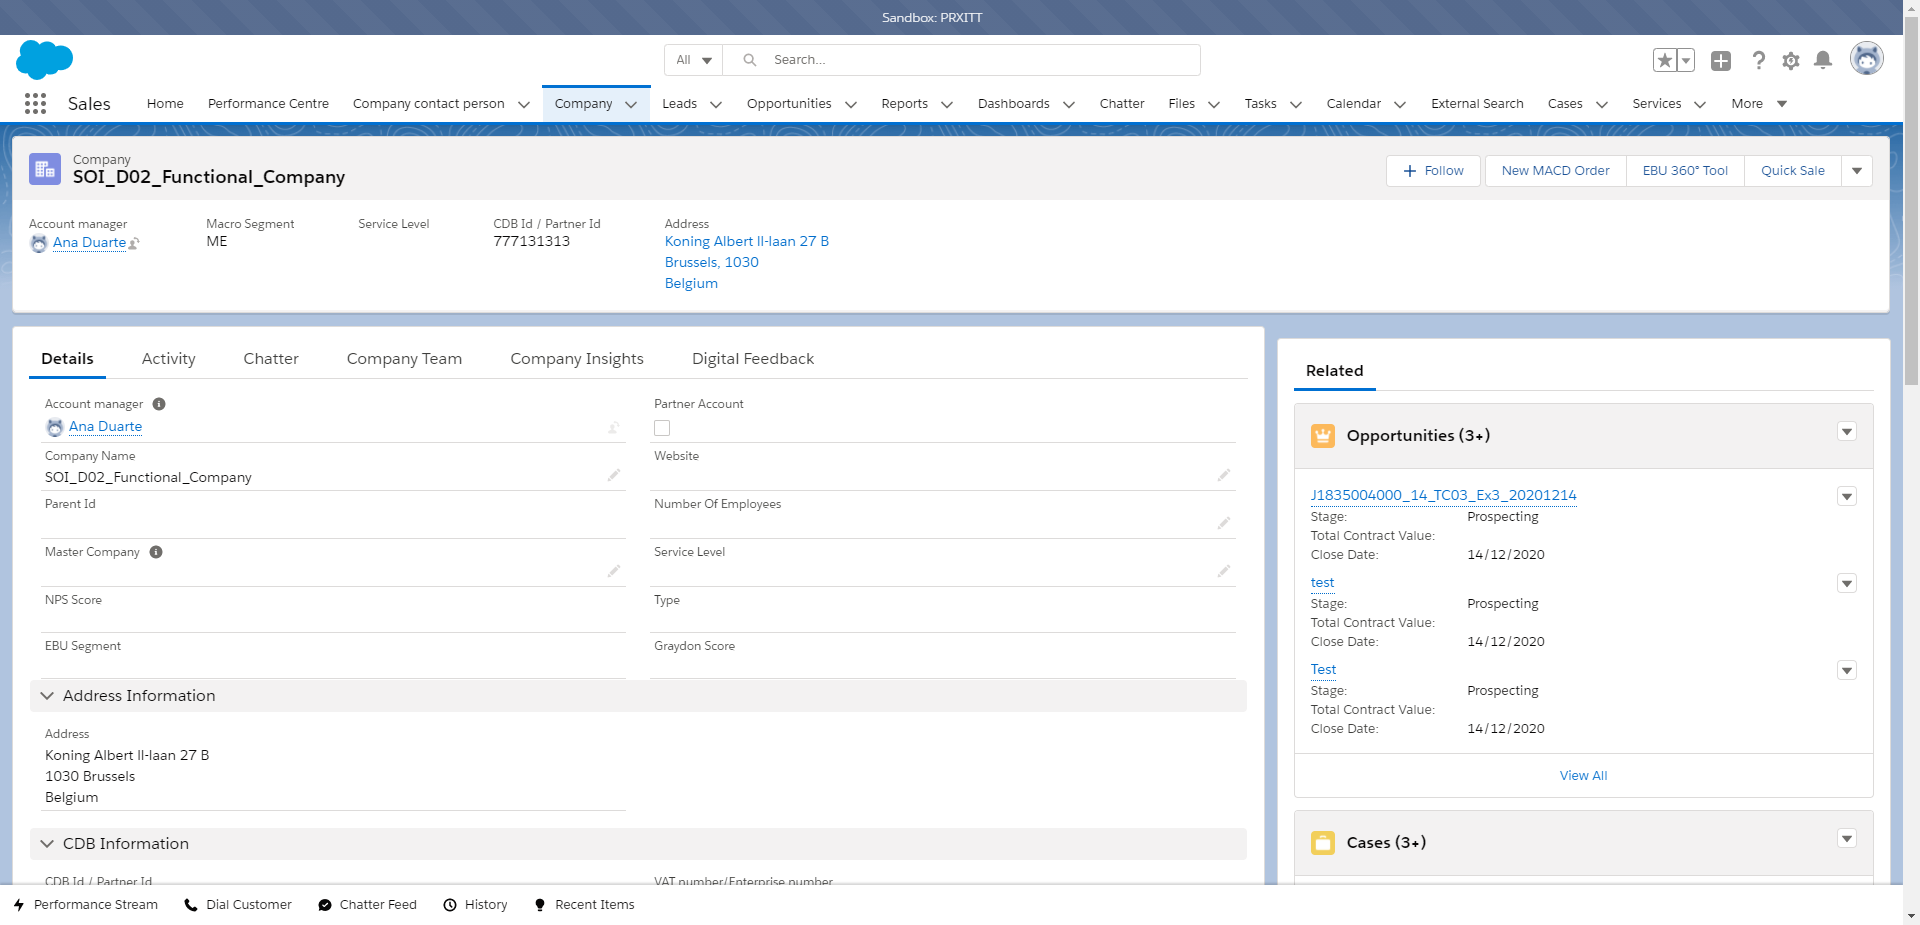 Sandbox: PRXITT
All
Search...
Sales
Home
Performance Centre
Company contact person
Company
Leads
Opportunities
Reports
Dashboards
Chatter
Files
Tasks
Calendar
External Search
Cases
Services
More
Company
SOI_D02_Functional_Company
Follow
New MACD Order
EBU 360° Tool
Quick Sale
Account manager
Ana Duarte
Macro Segment
ME
Service Level
CDB Id / Partner Id
777131313
Address
Koning Albert II-laan 27 B
Brussels, 1030
Belgium
Details
Activity
Chatter
Company Team
Company Insights
Digital Feedback
Account manager
Ana Duarte
Partner Account
Company Name
SOI_D02_Functional_Company
Website
Parent Id
Number Of Employees
Master Company
Service Level
NPS Score
Type
EBU Segment
Graydon Score
Address Information
Address
Koning Albert II-laan 27 B
1030 Brussels
Belgium
CDB Information
CDB Id / Partner Id
VAT number/Enterprise number
Related
Opportunities (3+)
J1835004000_14_TC03_Ex3_20201214
Stage: Prospecting
Total Contract Value:
Close Date: 14/12/2020
test
Stage: Prospecting
Total Contract Value:
Close Date: 14/12/2020
Test
Stage: Prospecting
Total Contract Value:
Close Date: 14/12/2020
View All
Cases (3+)
Performance Stream
Dial Customer
Chatter Feed
History
Recent Items